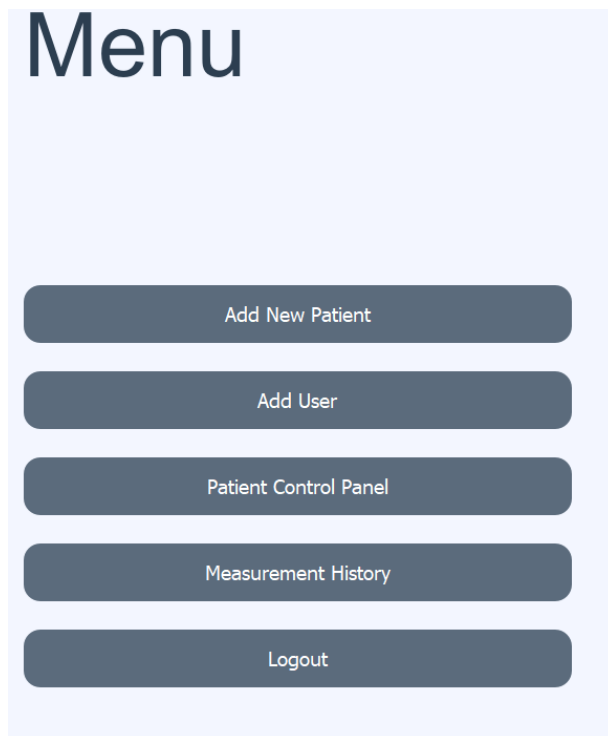 Menu
Add New Patient
Add User
Patient Control Panel
Measurement History
Logout